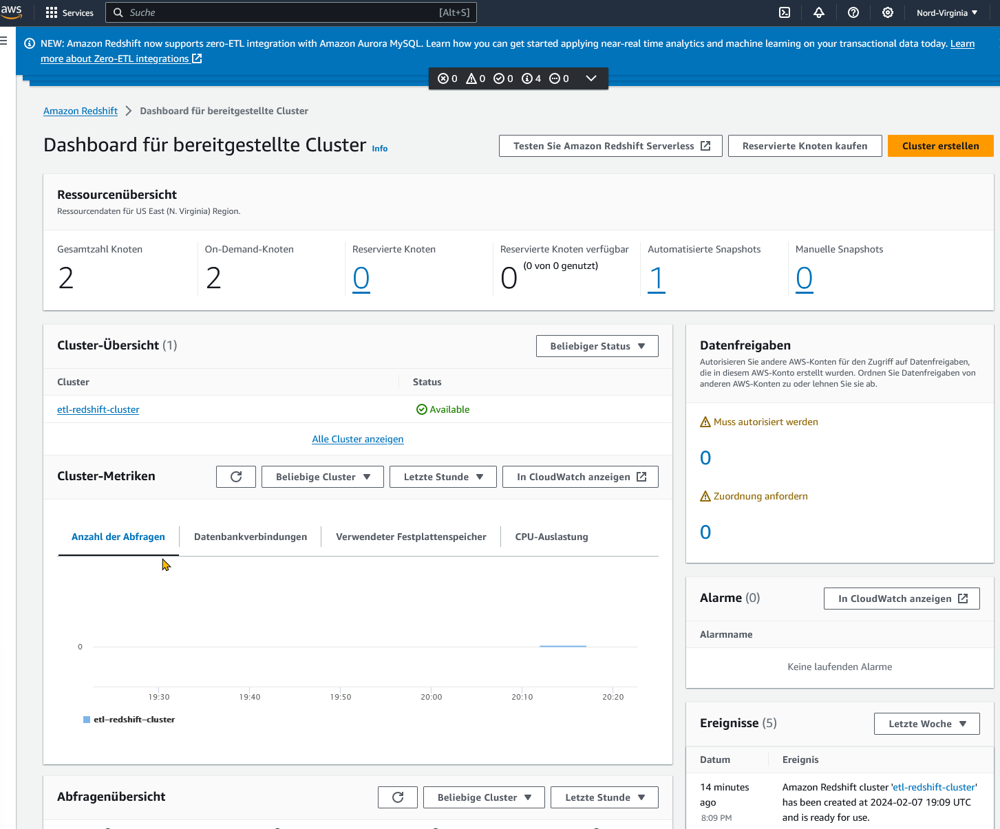 aws
Services
Suche
[Alt+S]
Nord-Virginia
NEW: Amazon Redshift now supports zero-ETL integration with Amazon Aurora MySQL. Learn how you can get started applying near-real time analytics and machine learning on your transactional data today. Learn
more about Zero-ETL integrations
0 0 0 4 0
Amazon Redshift
Dashboard für bereitgestellte Cluster
Dashboard für bereitgestellte Cluster Info
Testen Sie Amazon Redshift Serverless
Reservierte Knoten kaufen
Cluster erstellen
Ressourcenübersicht
Ressourcendaten für US East (N. Virginia) Region.
Gesamtzahl Knoten
2
On-Demand-Knoten
2
Reservierte Knoten
0
Reservierte Knoten verfügbar
0 (0 von 0 genutzt)
Automatisierte Snapshots
1
Manuelle Snapshots
0
Cluster-Übersicht (1)
Beliebiger Status
Cluster
Status
etl-redshift-cluster
Available
Alle Cluster anzeigen
Cluster-Metriken
Beliebige Cluster
Letzte Stunde
In CloudWatch anzeigen
Anzahl der Abfragen
Datenbankverbindungen
Verwendeter Festplattenspeicher
CPU-Auslastung
0
19:30
19:40
19:50
20:00
20:10
20:20
etl-redshift-cluster
Abfragenübersicht
Beliebige Cluster
Letzte Stunde
Datenfreigaben
Autorisieren Sie andere AWS-Konten für den Zugriff auf Datenfreigaben,
die in diesem AWS-Konto erstellt wurden. Ordnen Sie Datenfreigaben von
anderen AWS-Konten zu oder lehnen Sie sie ab.
Muss autorisiert werden
0
Zuordnung anfordern
0
Alarme (0)
In CloudWatch anzeigen
Alarmname
Keine laufenden Alarme
Ereignisse (5)
Letzte Woche
Datum
Ereignis
14 minutes
ago
8:09 PM
Amazon Redshift cluster 'etl-redshift-cluster'
has been created at 2024-02-07 19:09 UTC
and is ready for use.